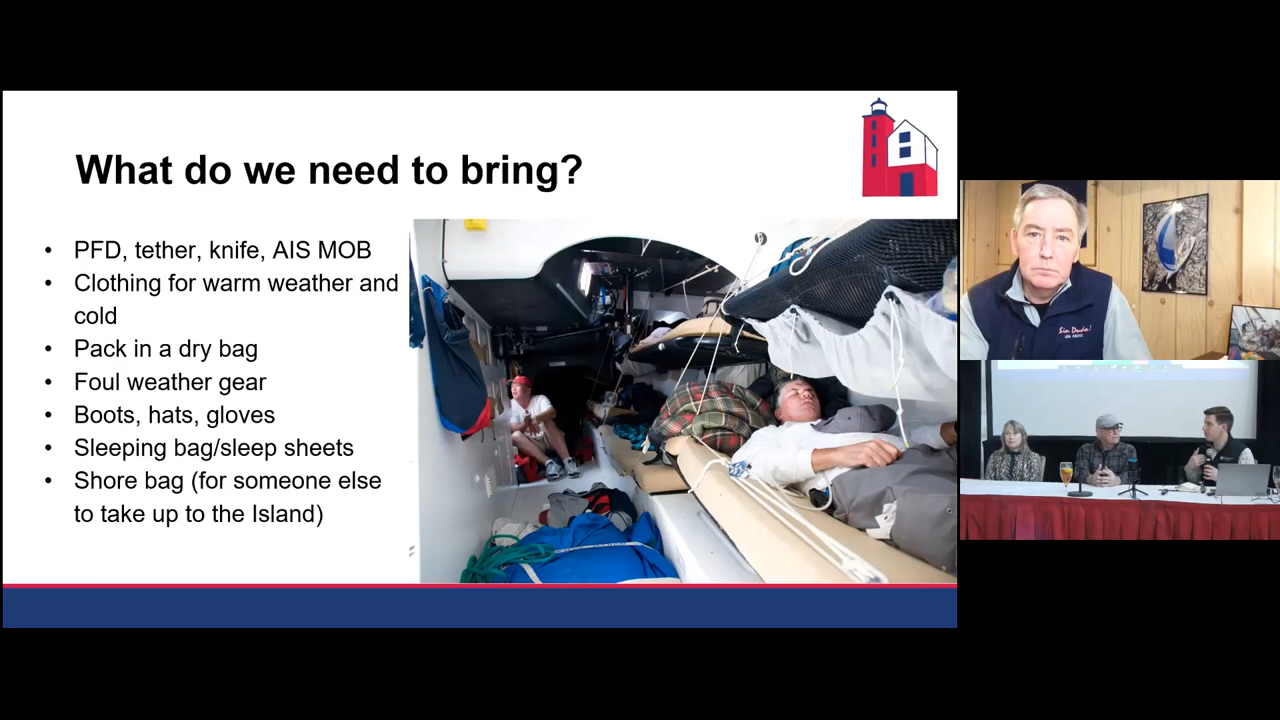 What do we need to bring?
• PFD, tether, knife, AIS MOB
• Clothing for warm weather and
cold
• Pack in a dry bag
• Foul weather gear
• Boots, hats, gloves
• Sleeping bag/sleep sheets
• Shore bag (for someone else
to take up to the Island)